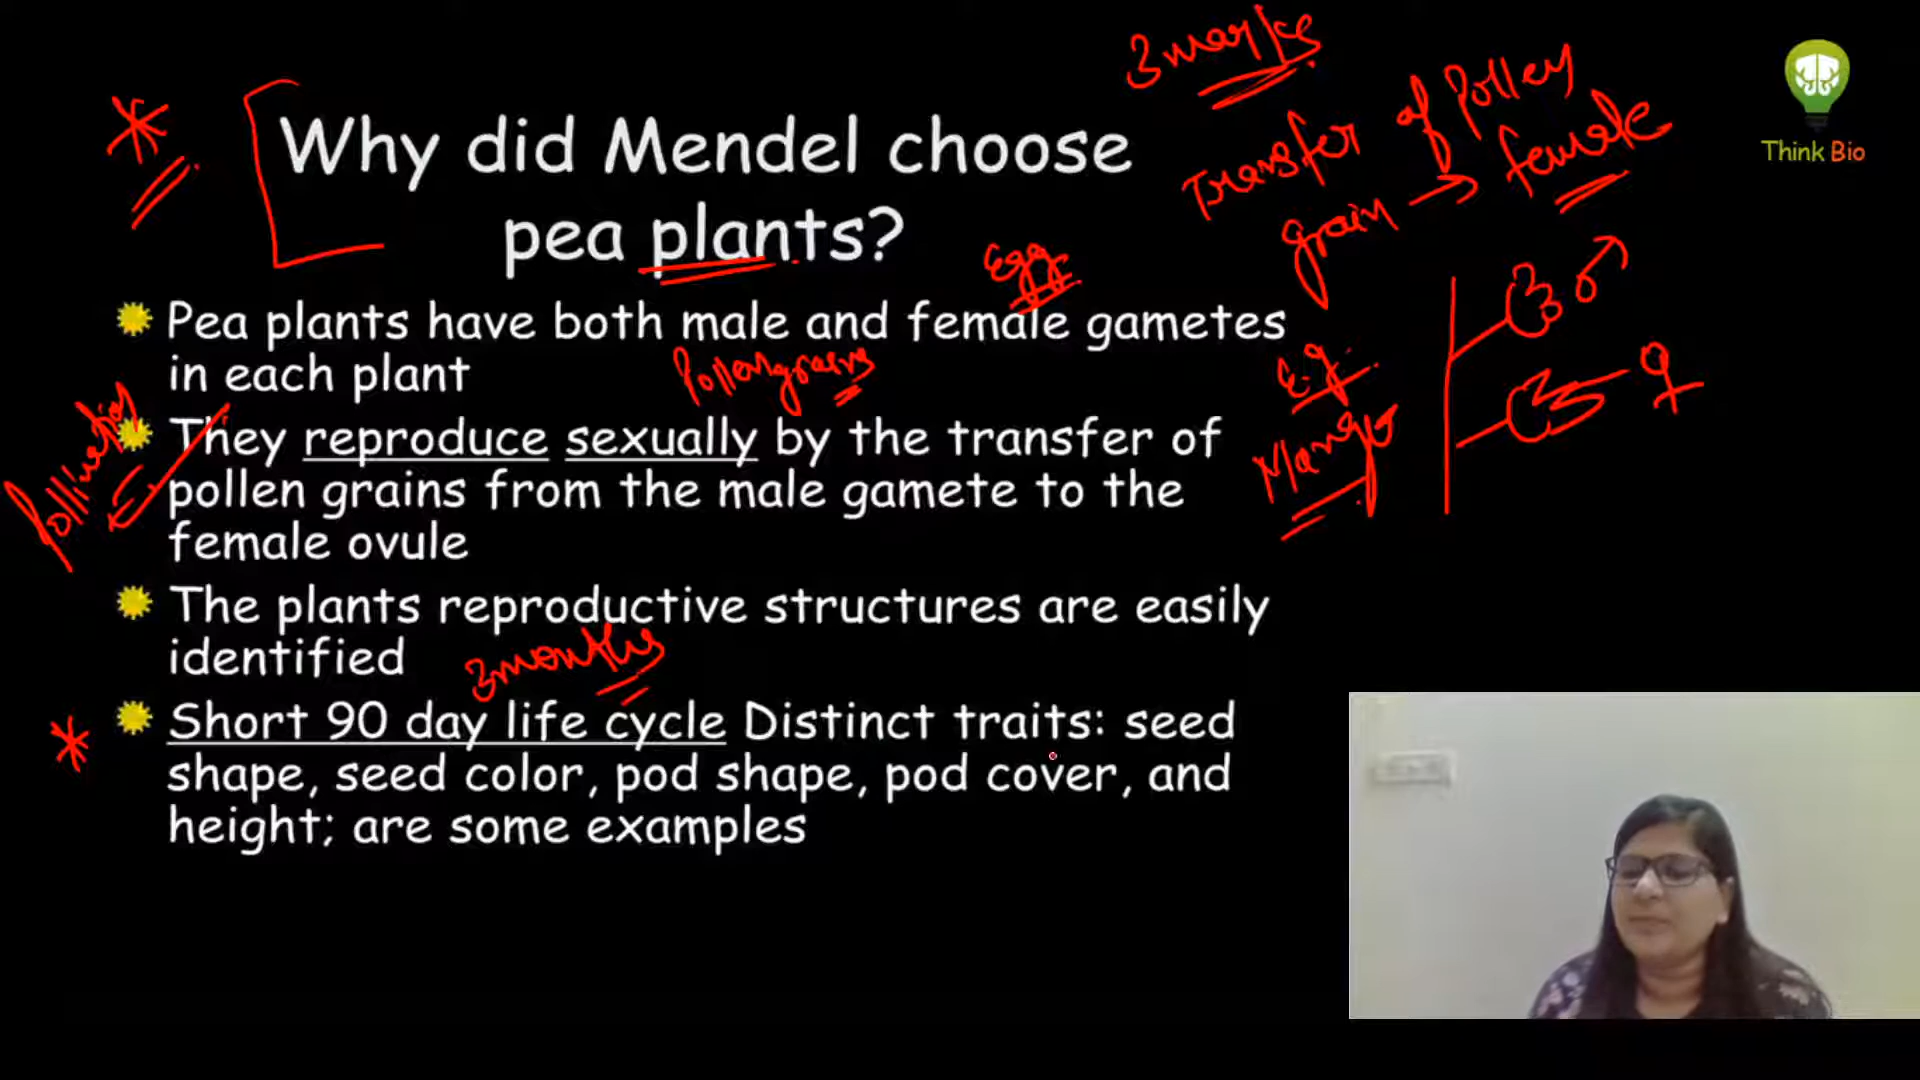 3 marks
Think Bio
Transfer of Pollen
grain → female
Why did Mendel choose
pea plants?
Egg
Pea plants have both male and female gametes
in each plant
Pollengrains
E.g.
Mango
Pollination
They reproduce sexually by the transfer of
pollen grains from the male gamete to the
female ovule
The plants reproductive structures are easily
identified
3 months
Short 90 day life cycle Distinct traits: seed
shape, seed color, pod shape, pod cover, and
height; are some examples